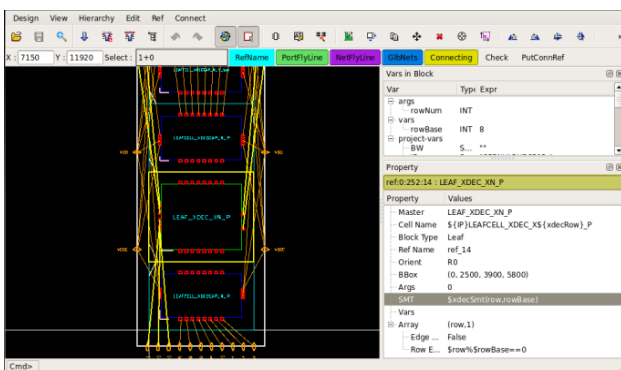 Design View Hierarchy Edit Ref Connect
X : 7150 Y : 11920 Select : 1+0 RefName PortFlyLine NetFlyLine GlbNets Connecting Check PutConnRef
Vars in Block
Var Type Expr
args
rowNum INT
vars
rowBase INT 8
project-vars
BW S... ""
Property
ref:0:252:14 : LEAF_XDEC_XN_P
Property Values
Master LEAF_XDEC_XN_P
Cell Name ${IP}LEAFCELL_XDEC_X${xdecRow}_P
Block Type Leaf
Ref Name ref_14
Orient R0
BBox (0, 2500, 3900, 5800)
Args 0
SMT $xdecSmt(row,rowBase)
Vars
Array (row,1)
Edge ... False
Row E... $row%$rowBase==0
LEAF_XDEC_XN_P
Cmd>